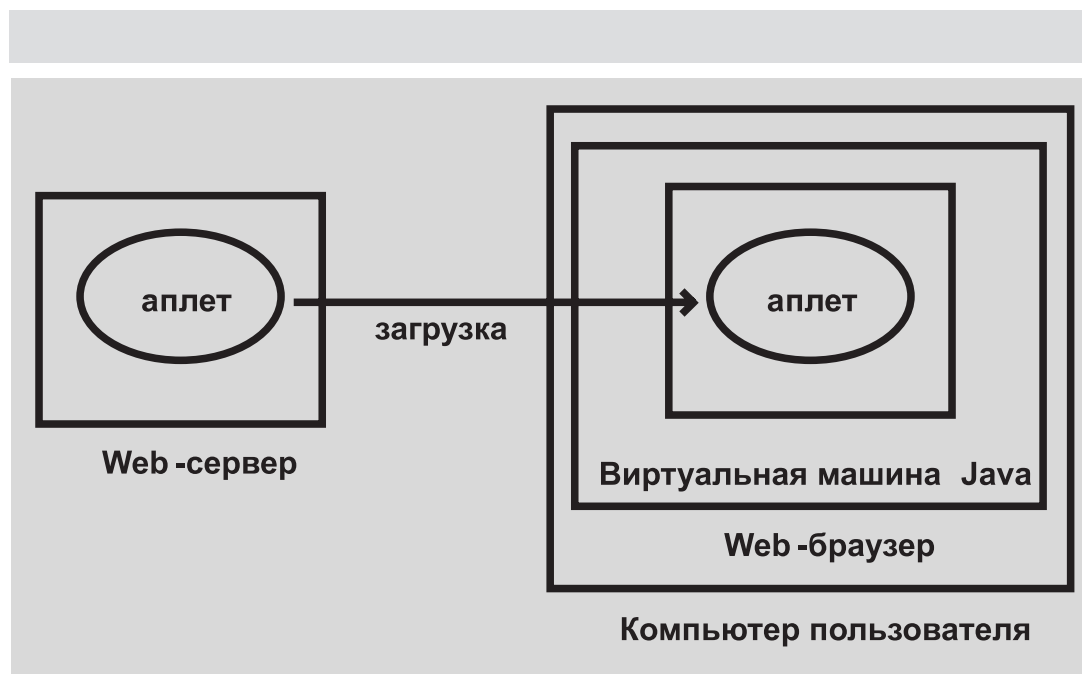 аплет
загрузка
Web-сервер
аплет
Виртуальная машина Java
Web-браузер
Компьютер пользователя